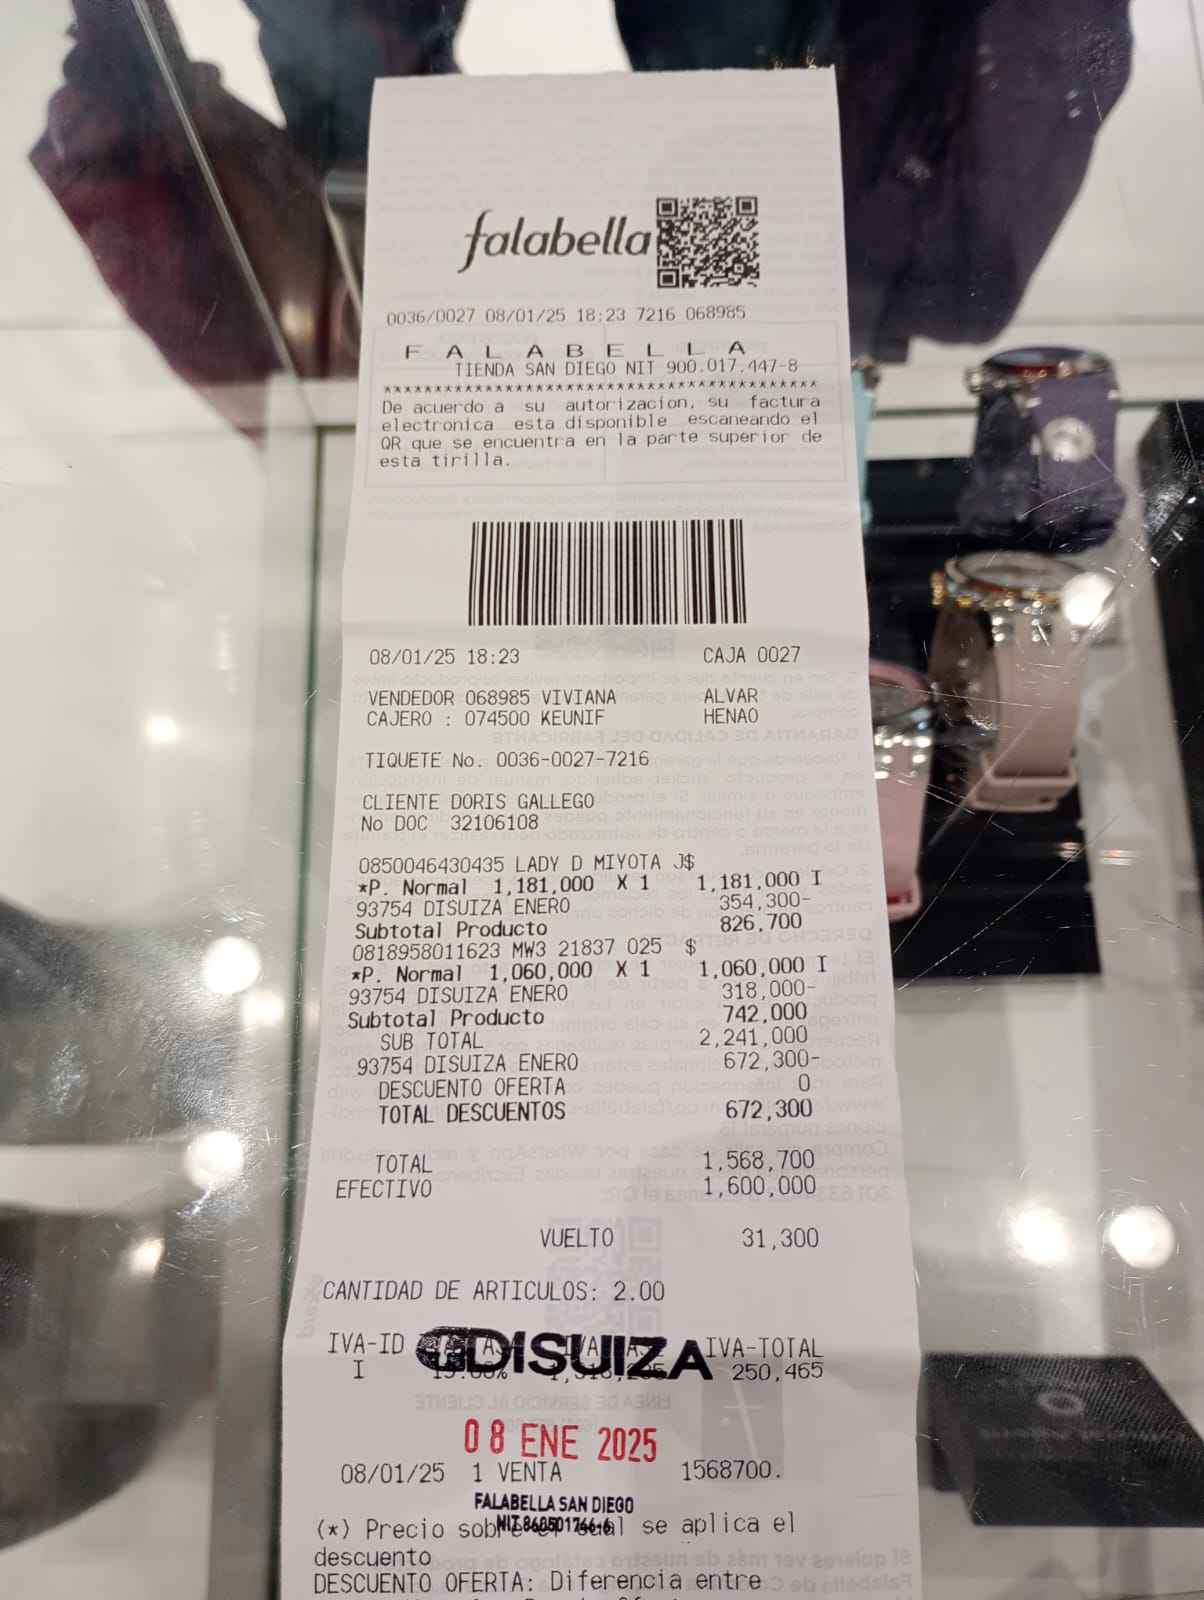 falabella
0036/0027 08/01/25 18:23 7216 068985
F A L A B E L L A
TIENDA SAN DIEGO NIT 900.017.447-8
******************************************
De acuerdo a su autorizacion, su factura
electronica esta disponible escaneando el
QR que se encuentra en la parte superior de
esta tirilla.
08/01/25 18:23 CAJA 0027
VENDEDOR 068985 VIVIANA ALVAR
CAJERO : 074500 KEUNIF HENAO
TIQUETE No. 0036-0027-7216
CLIENTE DORIS GALLEGO
No DOC 32106108
0850046430435 LADY D MIYOTA J$
*P. Normal 1,181,000 X 1 1,181,000 I
93754 DISUIZA ENERO 354,300-
Subtotal Producto 826,700
0818958011623 MW3 21837 025 $
*P. Normal 1,060,000 X 1 1,060,000 I
93754 DISUIZA ENERO 318,000-
Subtotal Producto 742,000
SUB TOTAL 2,241,000
93754 DISUIZA ENERO 672,300-
DESCUENTO OFERTA 0
TOTAL DESCUENTOS 672,300
TOTAL 1,568,700
EFECTIVO 1,600,000
VUELTO 31,300
CANTIDAD DE ARTICULOS: 2.00
IVA-ID DISUIZA IVA-TOTAL
I 250,465
08 ENE 2025
08/01/25 1 VENTA 1568700.
FALABELLA SAN DIEGO
(*) Precio se aplica el
descuento
DESCUENTO OFERTA: Diferencia entre